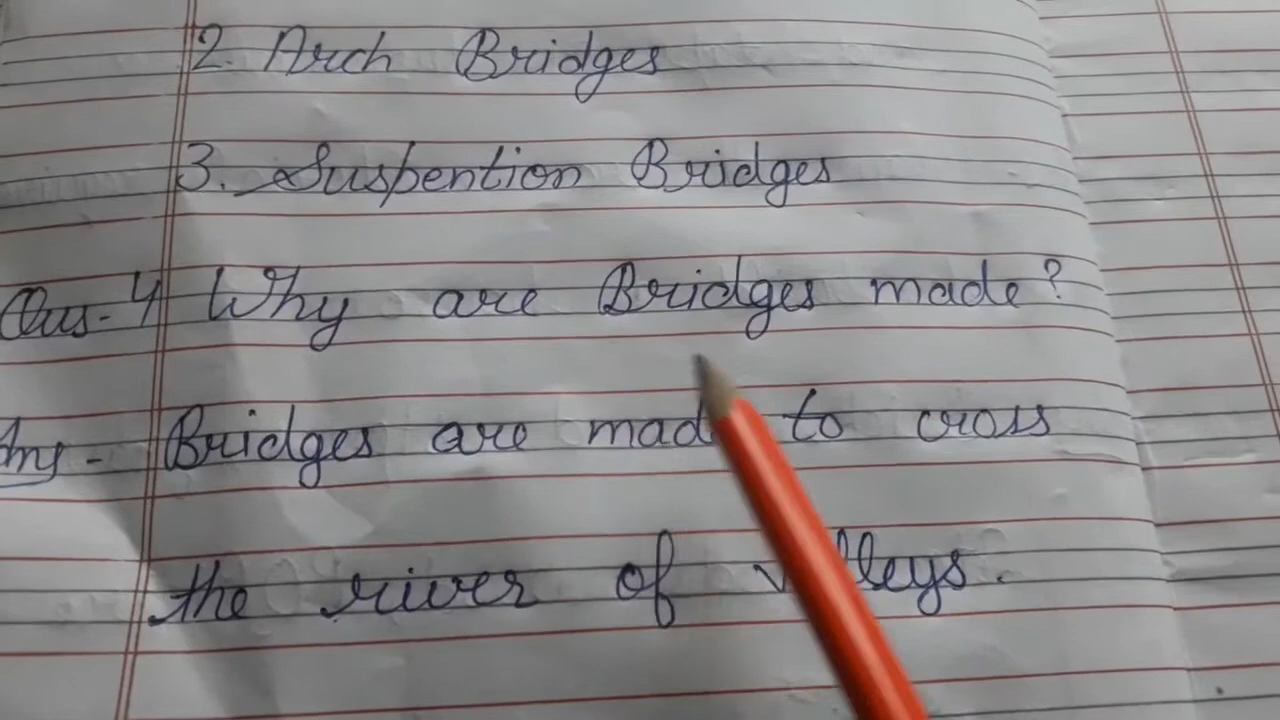 2. Arch Bridges
3. Suspention Bridges
Ques-4 Why are Bridges made?
Ans- Bridges are made to cross
the river of valleys.